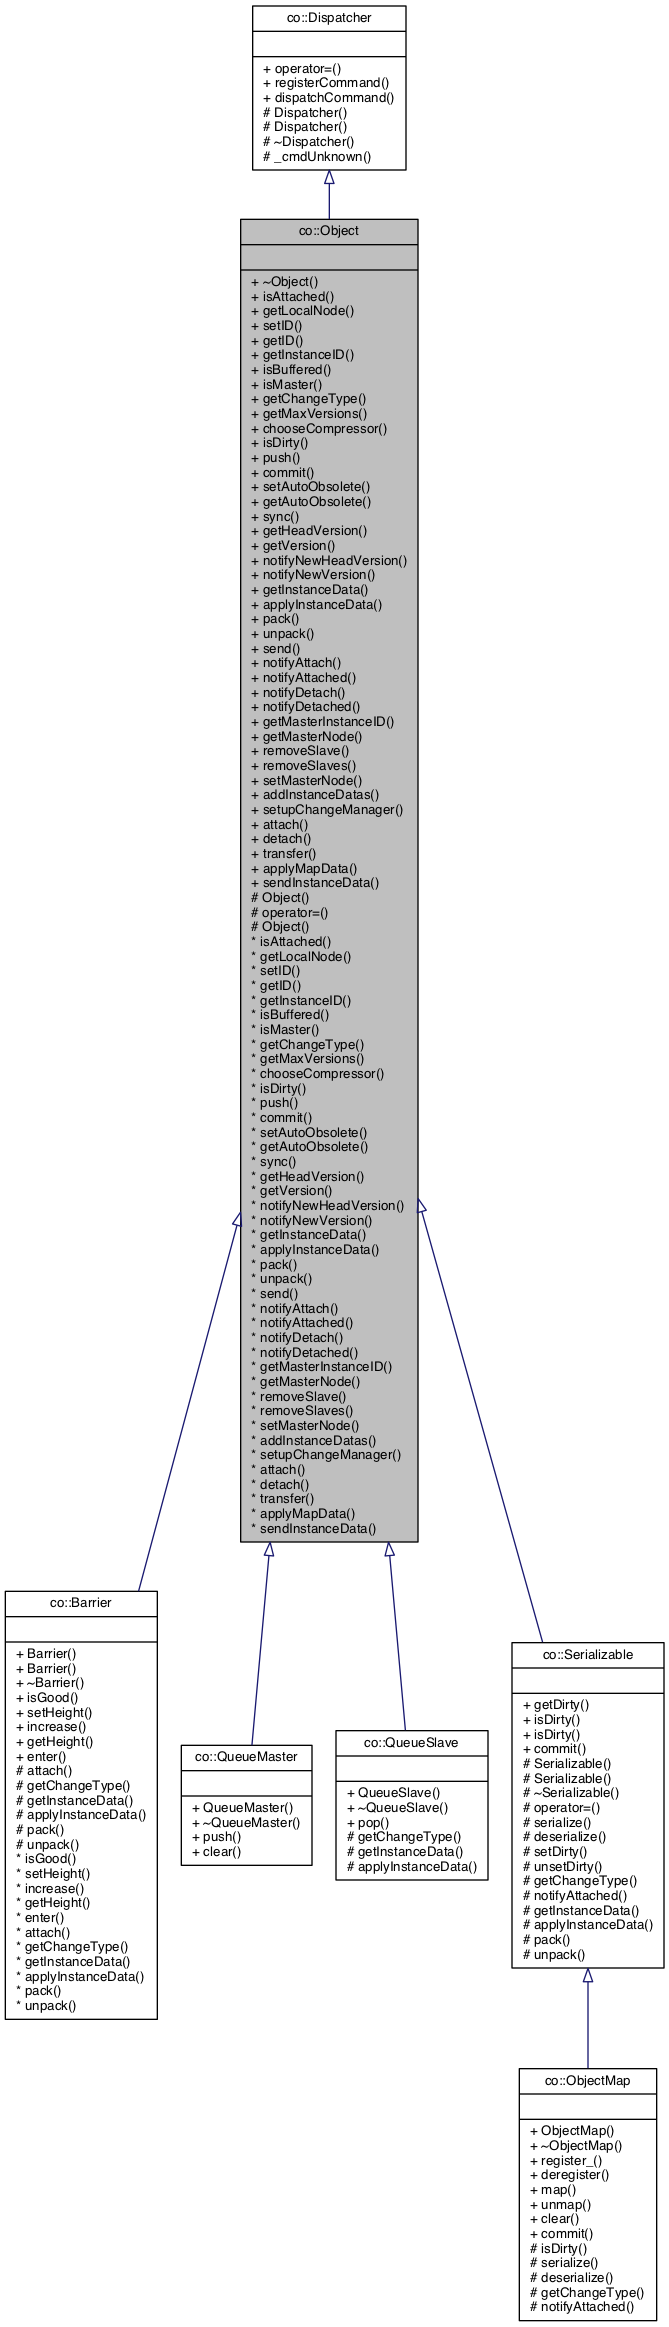 co::Dispatcher
+ operator=()
+ registerCommand()
+ dispatchCommand()
# Dispatcher()
# Dispatcher()
# ~Dispatcher()
# _cmdUnknown()
co::Object
+ ~Object()
+ isAttached()
+ getLocalNode()
+ setID()
+ getID()
+ getInstanceID()
+ isBuffered()
+ isMaster()
+ getChangeType()
+ getMaxVersions()
+ chooseCompressor()
+ isDirty()
+ push()
+ commit()
+ setAutoObsolete()
+ getAutoObsolete()
+ sync()
+ getHeadVersion()
+ getVersion()
+ notifyNewHeadVersion()
+ notifyNewVersion()
+ getInstanceData()
+ applyInstanceData()
+ pack()
+ unpack()
+ send()
+ notifyAttach()
+ notifyAttached()
+ notifyDetach()
+ notifyDetached()
+ getMasterInstanceID()
+ getMasterNode()
+ removeSlave()
+ removeSlaves()
+ setMasterNode()
+ addInstanceDatas()
+ setupChangeManager()
+ attach()
+ detach()
+ transfer()
+ applyMapData()
+ sendInstanceData()
# Object()
# operator=()
# Object()
* isAttached()
* getLocalNode()
* setID()
* getID()
* getInstanceID()
* isBuffered()
* isMaster()
* getChangeType()
* getMaxVersions()
* chooseCompressor()
* isDirty()
* push()
* commit()
* setAutoObsolete()
* getAutoObsolete()
* sync()
* getHeadVersion()
* getVersion()
* notifyNewHeadVersion()
* notifyNewVersion()
* getInstanceData()
* applyInstanceData()
* pack()
* unpack()
* send()
* notifyAttach()
* notifyAttached()
* notifyDetach()
* notifyDetached()
* getMasterInstanceID()
* getMasterNode()
* removeSlave()
* removeSlaves()
* setMasterNode()
* addInstanceDatas()
* setupChangeManager()
* attach()
* detach()
* transfer()
* applyMapData()
* sendInstanceData()
co::Barrier
+ Barrier()
+ Barrier()
+ ~Barrier()
+ isGood()
+ setHeight()
+ increase()
+ getHeight()
+ enter()
# attach()
# getChangeType()
# getInstanceData()
# applyInstanceData()
# pack()
# unpack()
* isGood()
* setHeight()
* increase()
* getHeight()
* enter()
* attach()
* getChangeType()
* getInstanceData()
* applyInstanceData()
* pack()
* unpack()
co::QueueMaster
+ QueueMaster()
+ ~QueueMaster()
+ push()
+ clear()
co::QueueSlave
+ QueueSlave()
+ ~QueueSlave()
+ pop()
# getChangeType()
# getInstanceData()
# applyInstanceData()
co::Serializable
+ getDirty()
+ isDirty()
+ isDirty()
+ commit()
# Serializable()
# Serializable()
# ~Serializable()
# operator=()
# serialize()
# deserialize()
# setDirty()
# unsetDirty()
# getChangeType()
# notifyAttached()
# getInstanceData()
# applyInstanceData()
# pack()
# unpack()
co::ObjectMap
+ ObjectMap()
+ ~ObjectMap()
+ register_()
+ deregister()
+ map()
+ unmap()
+ clear()
+ commit()
# isDirty()
# serialize()
# deserialize()
# getChangeType()
# notifyAttached()